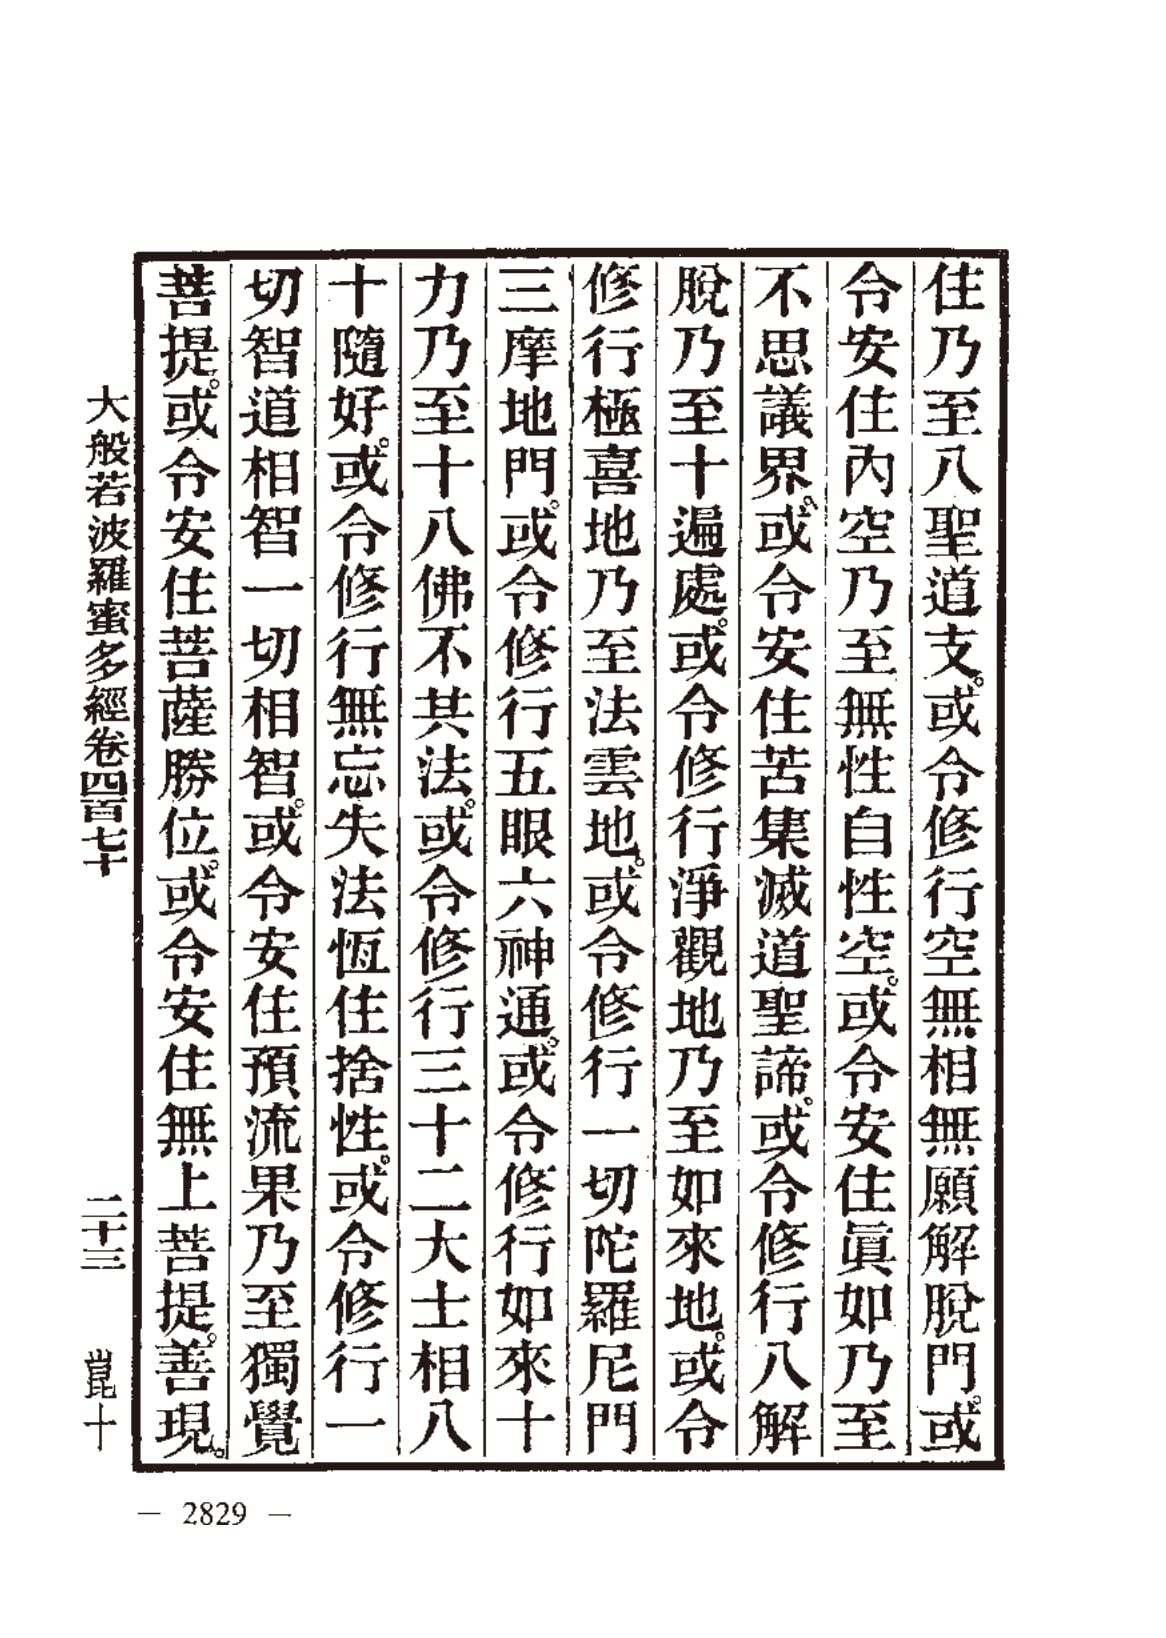 住乃至八聖道支。或令修行空無相無願解脫門。或
令安住內空乃至無性自性空。或令安住眞如乃至
不思議界。或令安住苦集滅道聖諦。或令修行八解
脫乃至十遍處。或令修行淨觀地乃至如來地。或令
修行極喜地乃至法雲地。或令修行一切陀羅尼門
三摩地門。或令修行五眼六神通。或令修行如來十
力乃至十八佛不共法。或令修行三十二大士相八
十隨好。或令修行無忘失法恆住捨性。或令修行一
切智道相智一切相智。或令安住預流果乃至獨覺
菩提。或令安住菩薩勝位。或令安住無上菩提。善現。
大般若波羅蜜多經卷四百七十 二十三 崑十
— 2829 —